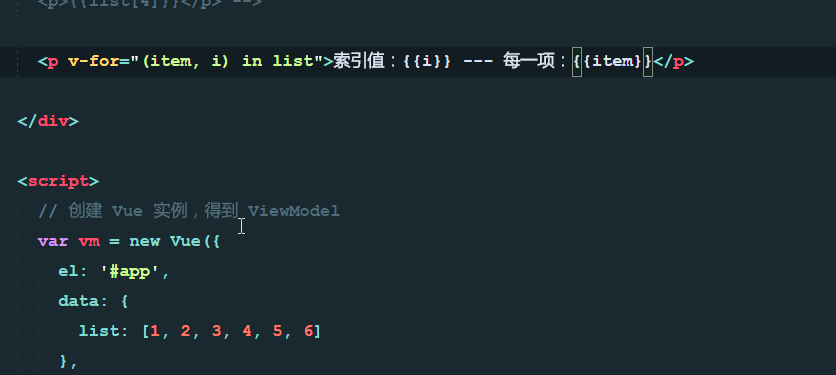 <p>{{list[4]}}</p> -->
<p v-for="(item, i) in list">索引值：{{i}} --- 每一项：{{item}}</p>
</div>
<script>
// 创建 Vue 实例，得到 ViewModel
var vm = new Vue({
el: '#app',
data: {
list: [1, 2, 3, 4, 5, 6]
},